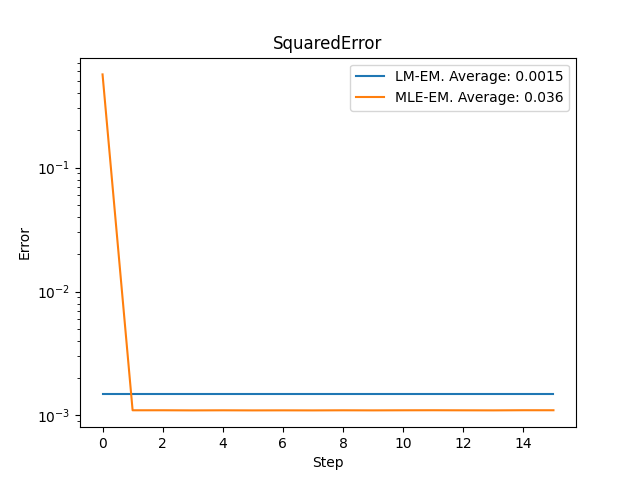 SquaredError
LM-EM. Average: 0.0015
MLE-EM. Average: 0.036
Error
10⁻¹
10⁻²
10⁻³
0 2 4 6 8 10 12 14
Step